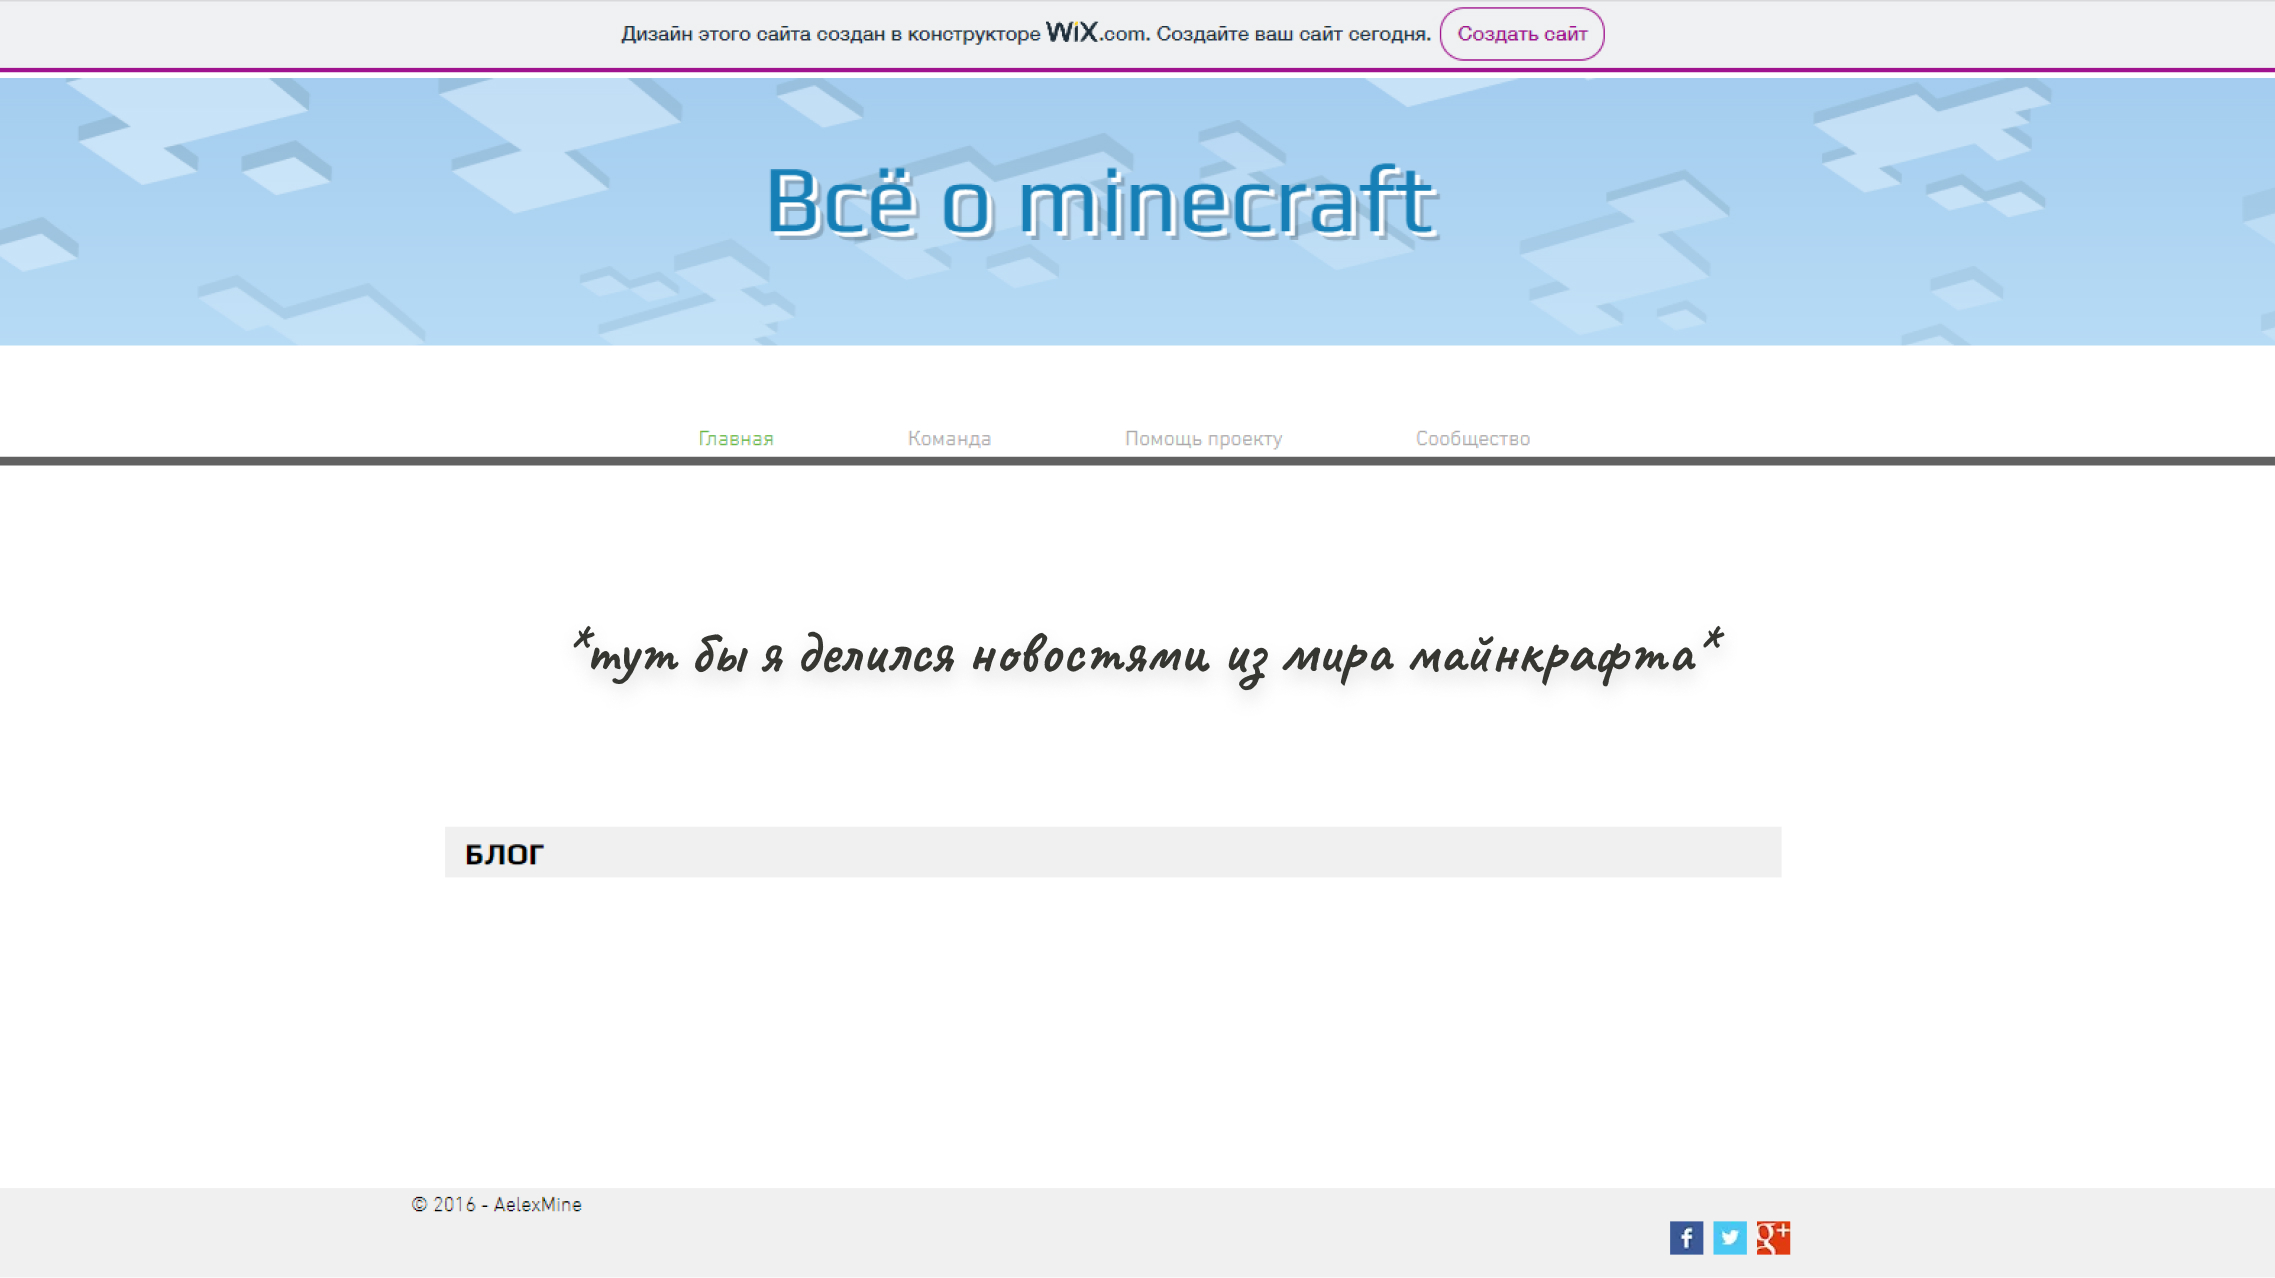 Дизайн этого сайта создан в конструкторе WiX.com. Создайте ваш сайт сегодня. Создать сайт
Всё о minecraft
Главная Команда Помощь проекту Сообщество
*тут бы я делился новостями из мира майнкрафта*
БЛОГ
© 2016 - AelexMine
f g+